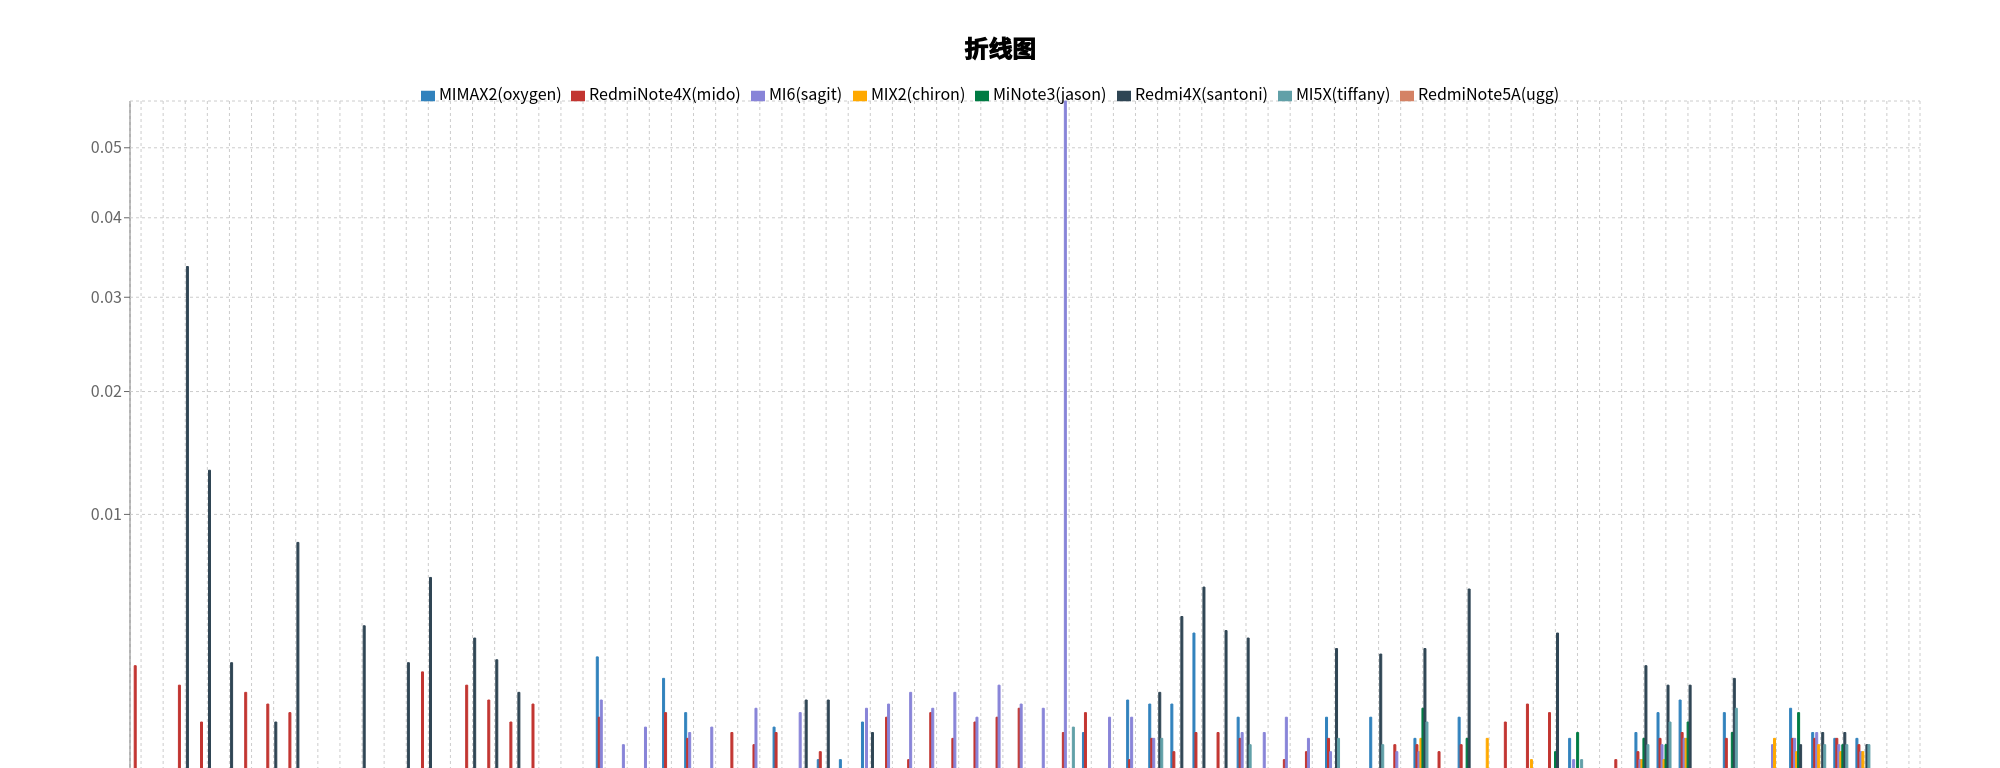 折线图
MIMAX2(oxygen) RedmiNote4X(mido) MI6(sagit) MIX2(chiron) MiNote3(jason) Redmi4X(santoni) MI5X(tiffany) RedmiNote5A(ugg)
0.05
0.04
0.03
0.02
0.01